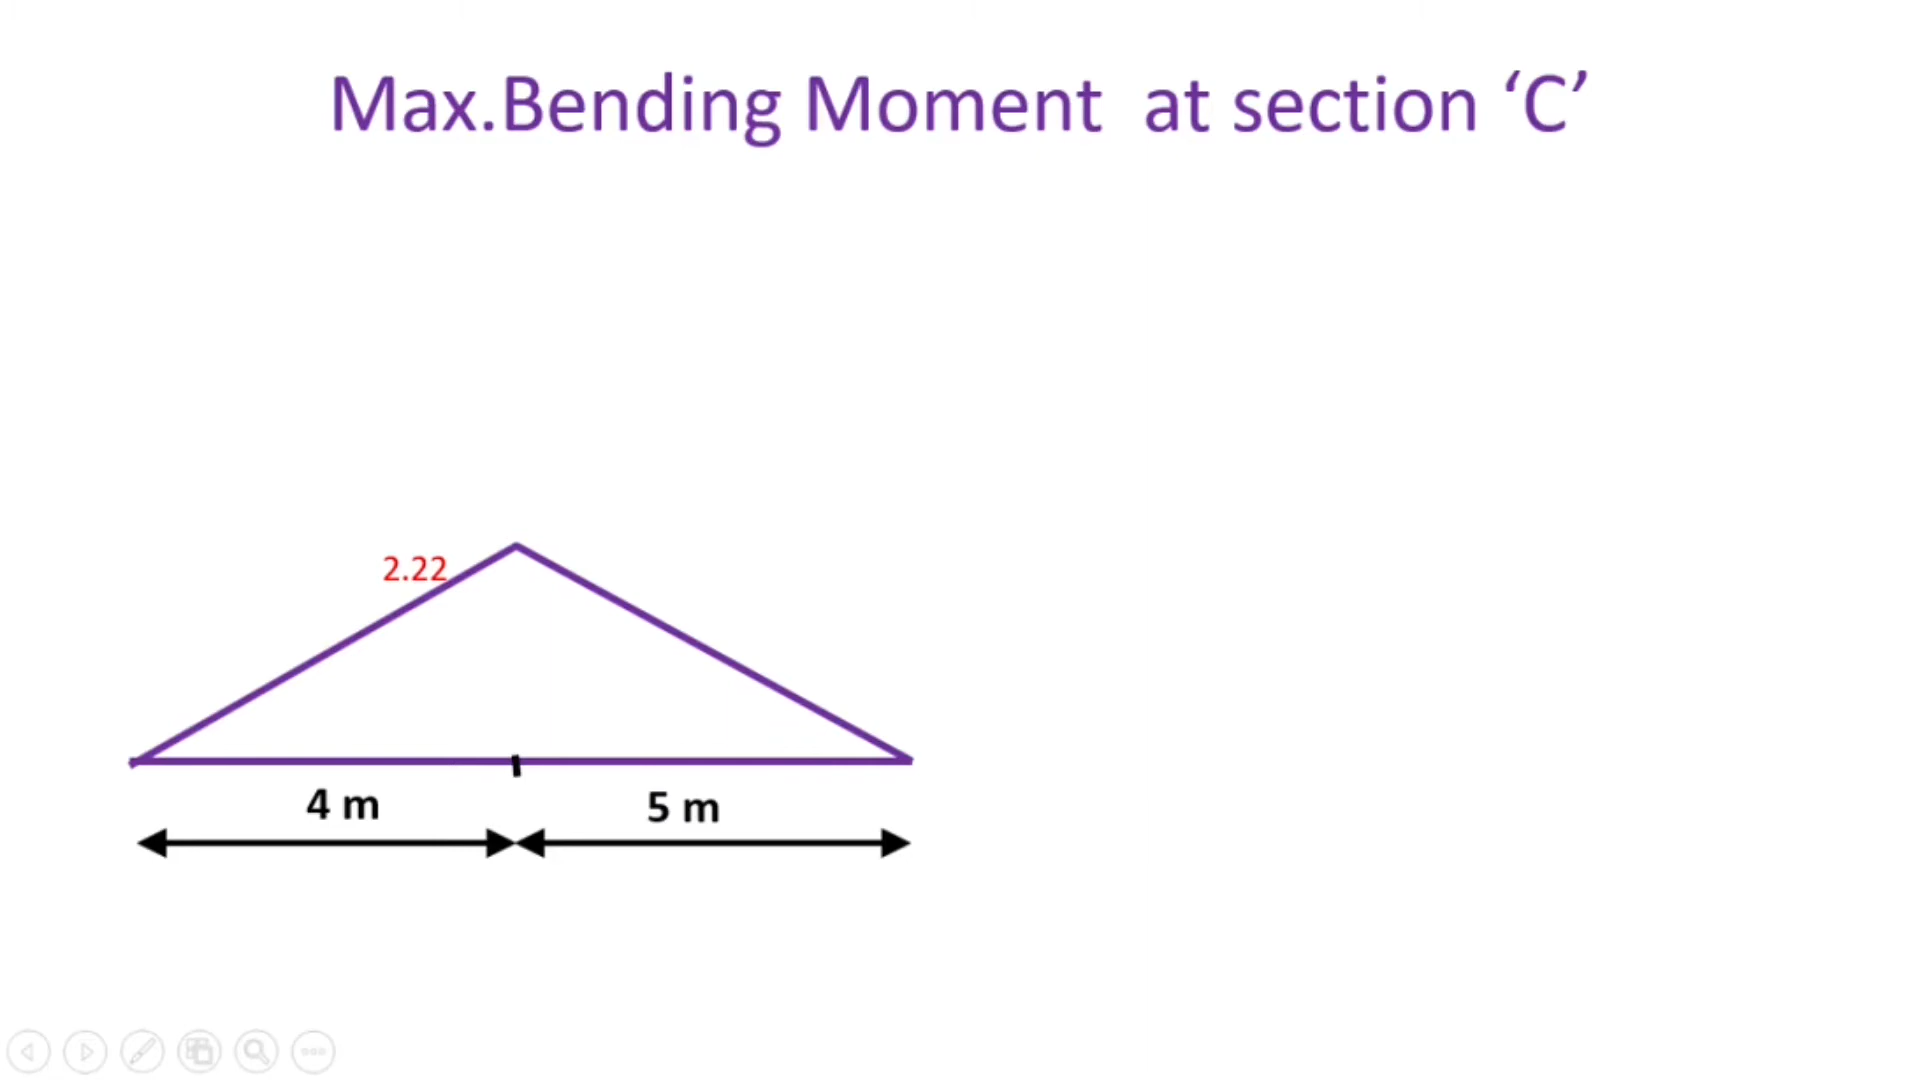 Max.Bending Moment at section ‘C’
2.22
4 m
5 m